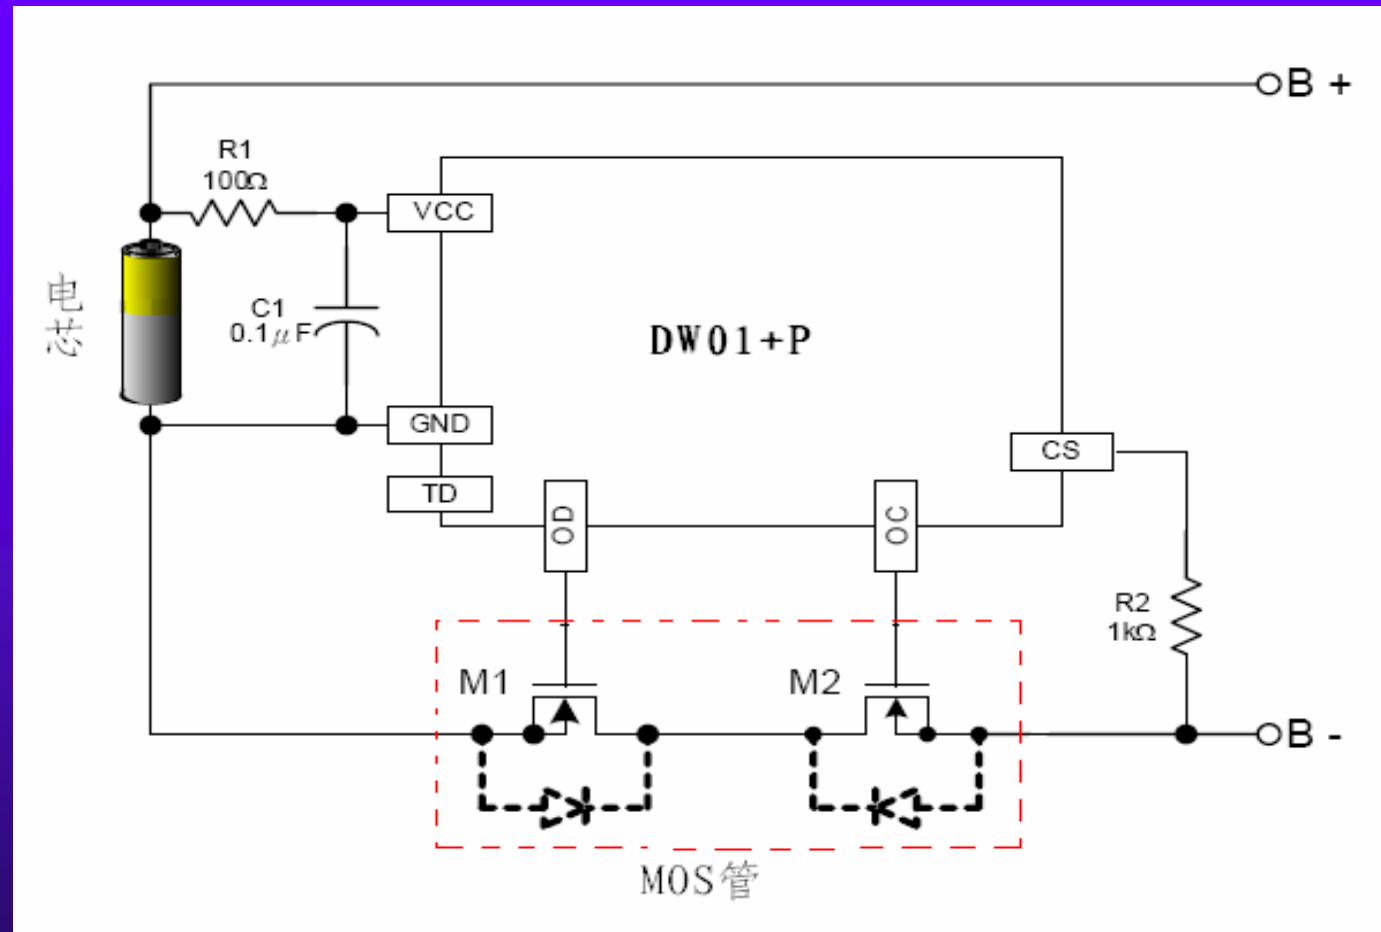 B +
R1
100Ω
VCC
电芯
C1
0.1μF
DW01+P
GND
CS
TD
OD
OC
R2
1kΩ
M1
M2
B -
MOS管